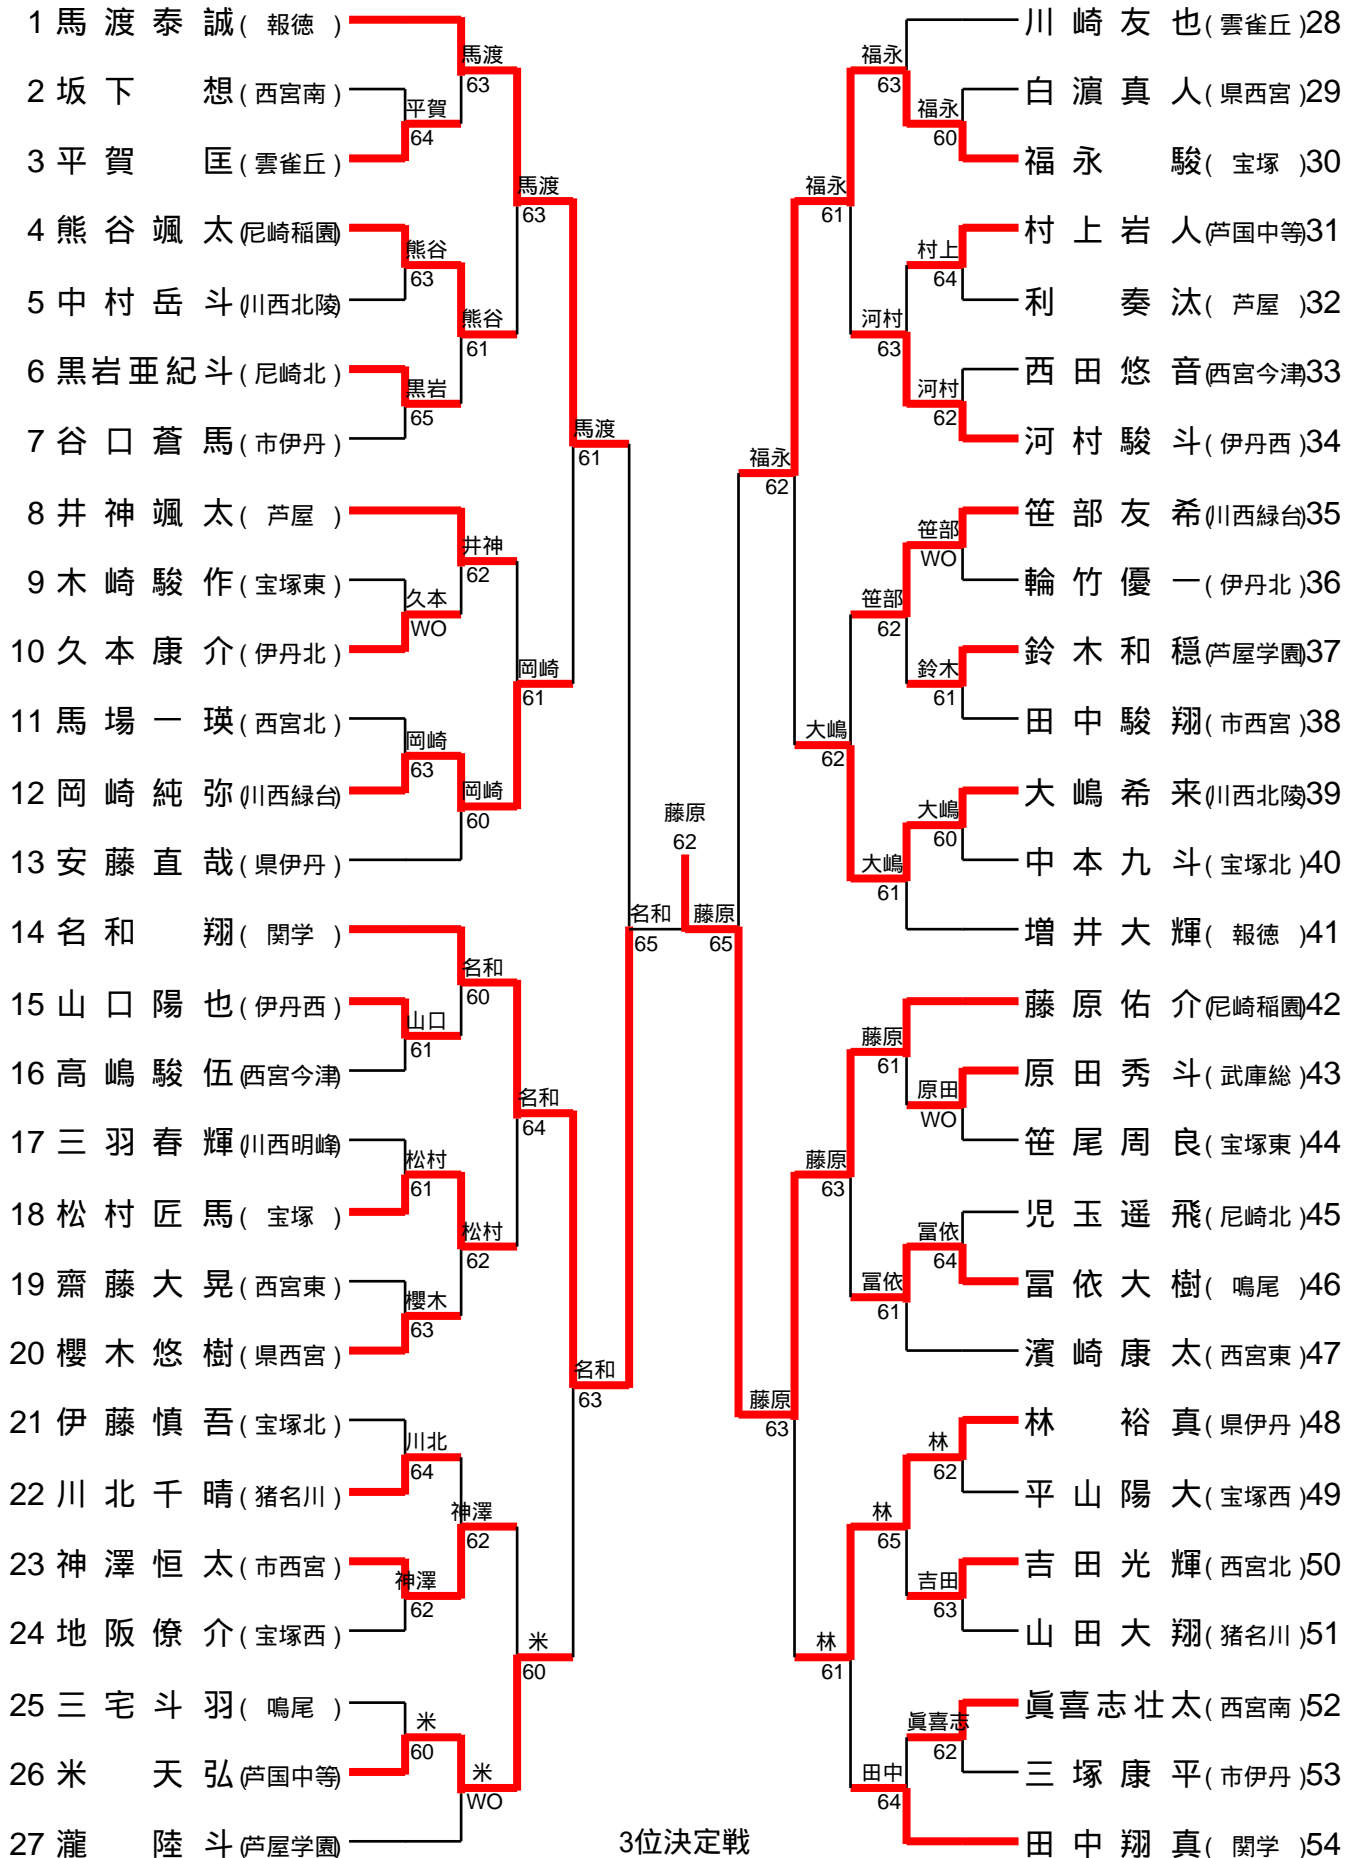 1 馬渡泰誠( 報徳 )
2 坂下 想( 西宮南 )
3 平賀 匡( 雲雀丘 )
4 熊谷颯太(尼崎稲園)
5 中村岳斗(川西北陵)
6 黒岩亜紀斗( 尼崎北 )
7 谷口蒼馬( 市伊丹 )
8 井神颯太( 芦屋 )
9 木崎駿作( 宝塚東 )
10 久本康介( 伊丹北 )
11 馬場一瑛( 西宮北 )
12 岡崎純弥(川西緑台)
13 安藤直哉( 県伊丹 )
14 名和 翔( 関学 )
15 山口陽也( 伊丹西 )
16 高嶋駿伍(西宮今津)
17 三羽春輝(川西明峰)
18 松村匠馬( 宝塚 )
19 齋藤大晃( 西宮東 )
20 櫻木悠樹( 県西宮 )
21 伊藤慎吾( 宝塚北 )
22 川北千晴( 猪名川 )
23 神澤恒太( 市西宮 )
24 地阪僚介( 宝塚西 )
25 三宅斗羽( 鳴尾 )
26 米 天弘(芦国中等)
27 瀧 陸斗(芦屋学園)
平賀
64
熊谷
63
黒岩
65
久本
WO
岡崎
63
山口
61
松村
61
櫻木
63
川北
64
神澤
62
米
60
馬渡
63
熊谷
61
井神
62
岡崎
60
名和
60
松村
62
神澤
62
米
WO
馬渡
63
岡崎
61
名和
64
米
60
馬渡
61
名和
63
名和
65
藤原
62
藤原
65
福永
62
藤原
63
福永
61
大嶋
62
藤原
63
林
61
福永
63
河村
63
笹部
62
大嶋
61
藤原
61
冨依
61
林
65
田中
64
福永
60
村上
64
河村
62
笹部
WO
鈴木
61
大嶋
60
原田
WO
冨依
64
林
62
吉田
63
眞喜志
62
川崎友也( 雲雀丘 )28
白濵真人( 県西宮 )29
福永 駿( 宝塚 )30
村上岩人(芦国中等)31
利 奏汰( 芦屋 )32
西田悠音(西宮今津)33
河村駿斗( 伊丹西 )34
笹部友希(川西緑台)35
輪竹優一( 伊丹北 )36
鈴木和穏(芦屋学園)37
田中駿翔( 市西宮 )38
大嶋希来(川西北陵)39
中本九斗( 宝塚北 )40
増井大輝( 報徳 )41
藤原佑介(尼崎稲園)42
原田秀斗( 武庫総 )43
笹尾周良( 宝塚東 )44
児玉遥飛( 尼崎北 )45
冨依大樹( 鳴尾 )46
濱崎康太( 西宮東 )47
林 裕真( 県伊丹 )48
平山陽大( 宝塚西 )49
吉田光輝( 西宮北 )50
山田大翔( 猪名川 )51
眞喜志壮太( 西宮南 )52
三塚康平( 市伊丹 )53
田中翔真( 関学 )54
3位決定戦